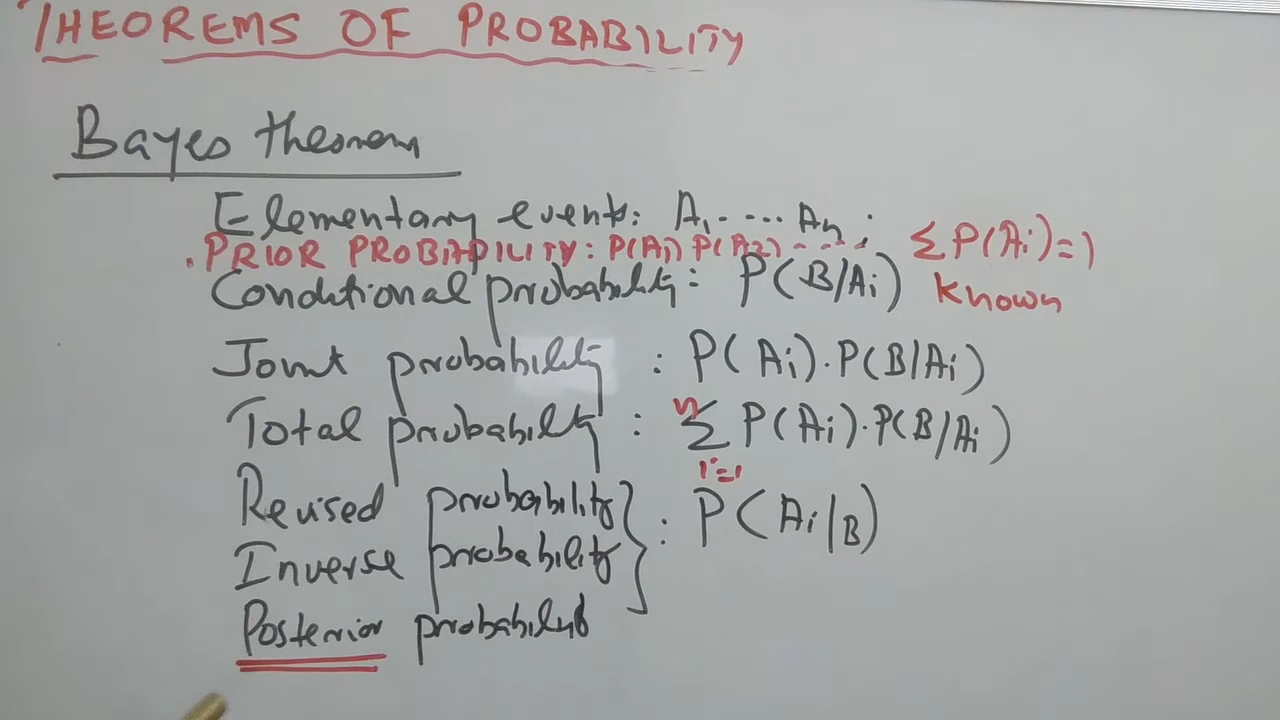 THEOREMS OF PROBABILITY
Bayes theorem
Elementary events: A₁ ---- Aₙ ;
. PRIOR PROBABILITY: P(A₁) P(A₂) ---- ΣP(Ai)=1
Conditional probability: P(B/Ai) Known
Joint probability : P(Ai).P(B/Ai)
Total probability : n Σ i=1 P(Ai).P(B/Ai)
Revised probability
Inverse probability } : P(Ai/B)
Posterior probability